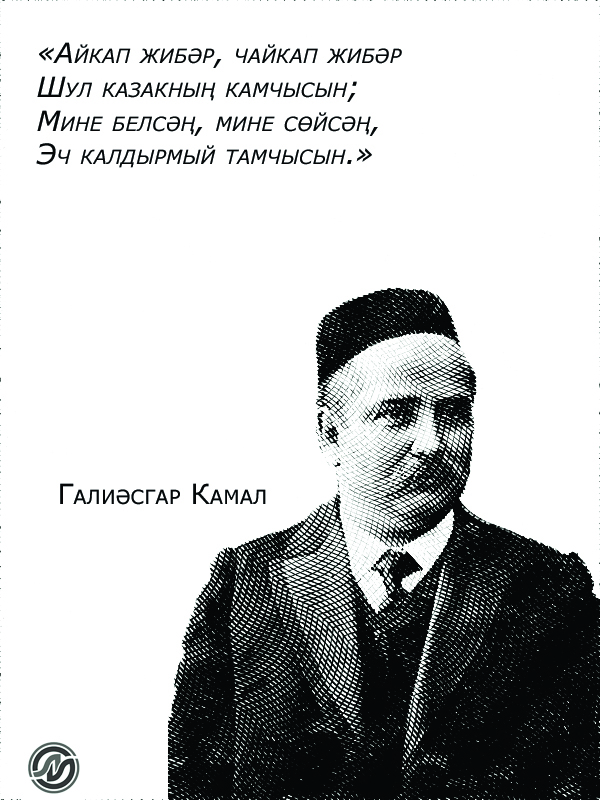 «Айкап жибәр, чайкап жибәр
Шул казакның камчысын;
Мине белсәң, мине сөйсәң,
Эч калдырмый тамчысын.»
Галиәсгар Камал